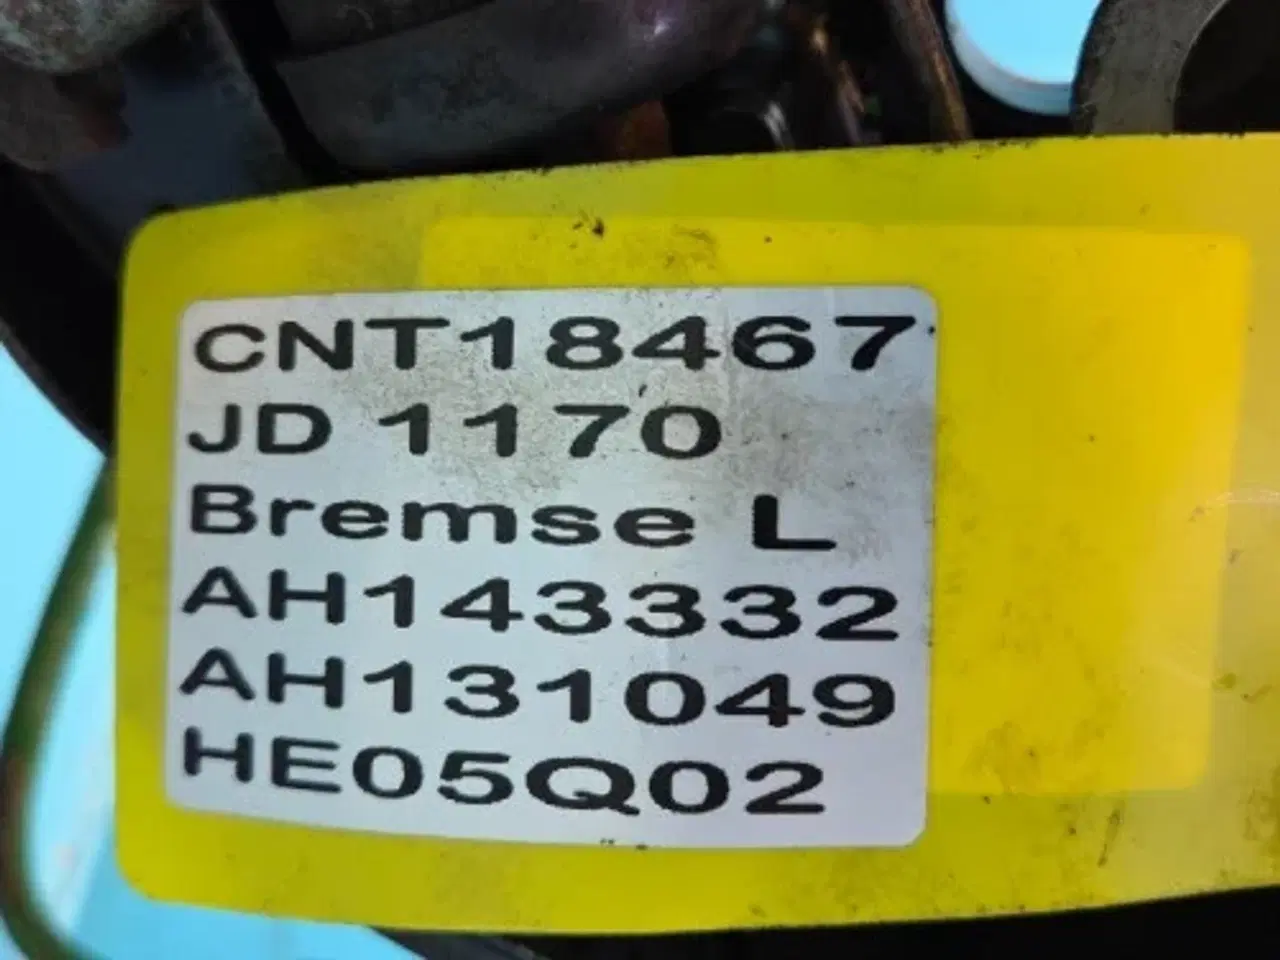 CNT18467
JD 1170
Bremse L
AH143332
AH131049
HE05Q02